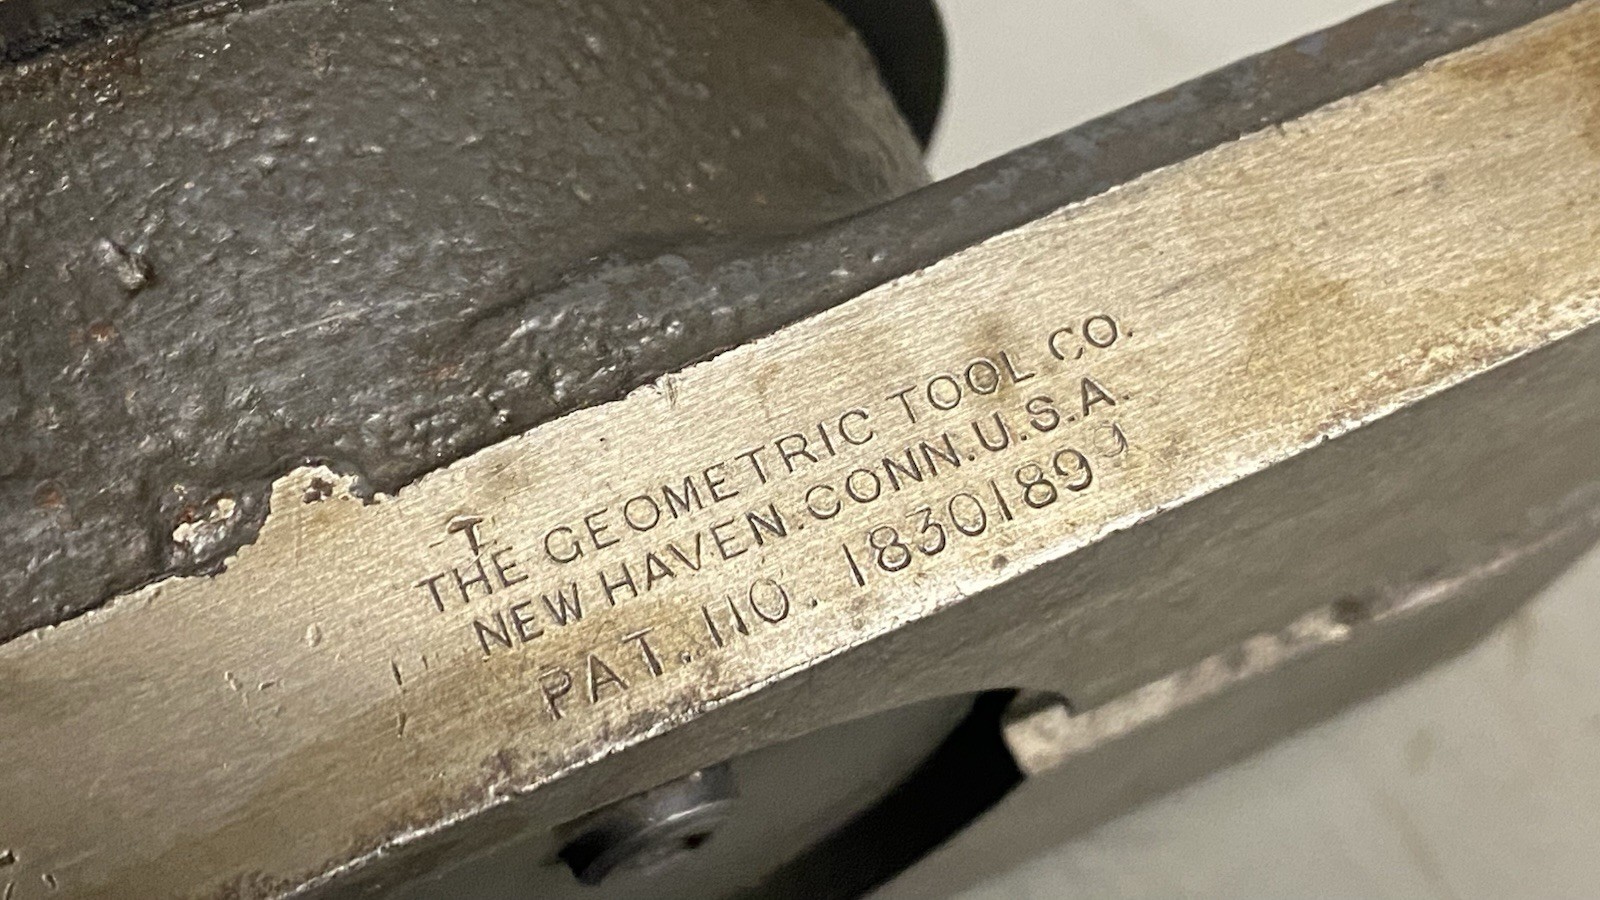 T
THE GEOMETRIC TOOL CO.
NEW HAVEN.CONN.U.S.A.
PAT. NO. 1830189